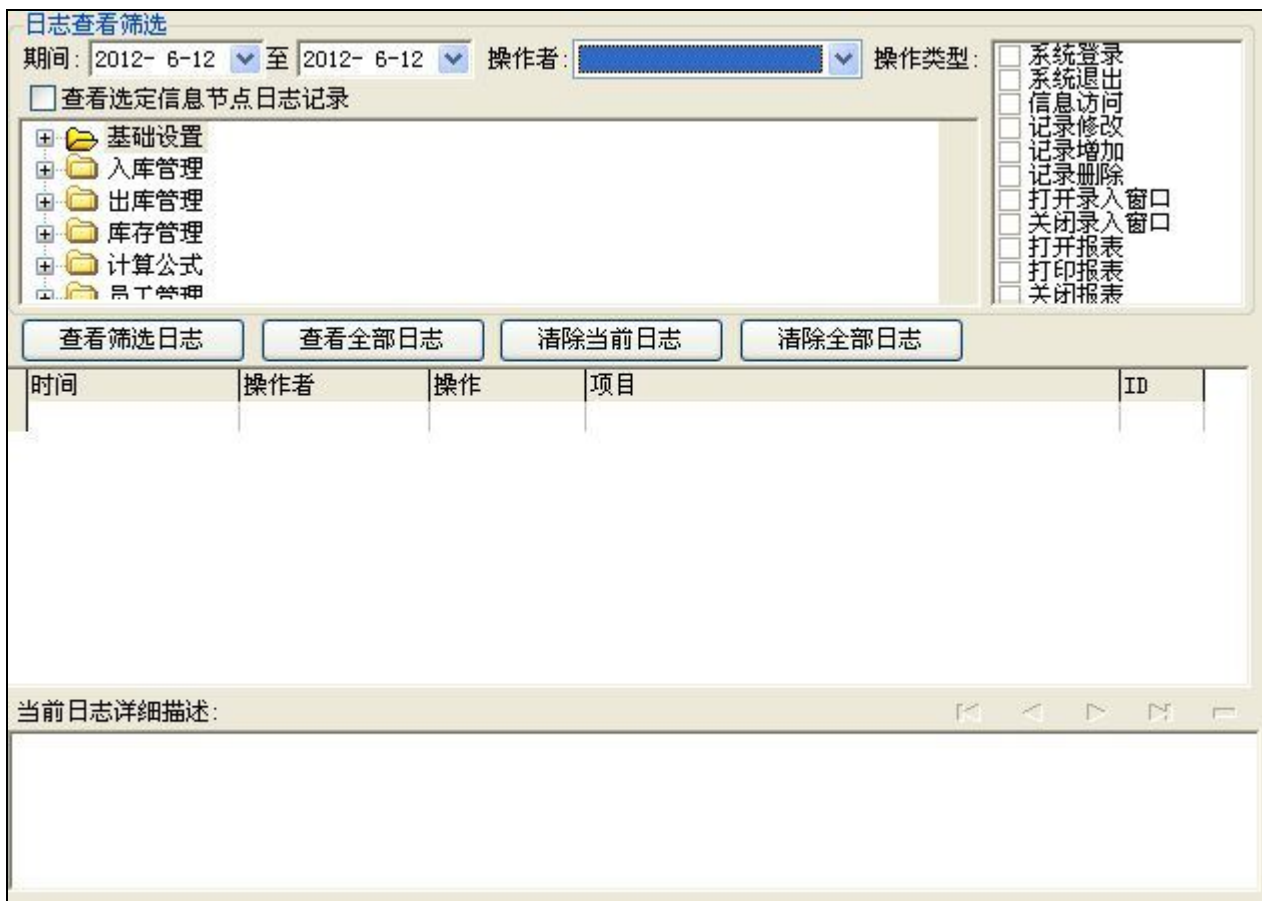 日志查看筛选
期间: 2012- 6-12 至 2012- 6-12 操作者: 操作类型:
系统登录
系统退出
信息访问
记录修改
记录增加
记录删除
打开录入窗口
关闭录入窗口
打开报表
打印报表
关闭报表
查看选定信息节点日志记录
基础设置
入库管理
出库管理
库存管理
计算公式
员工管理
查看筛选日志 查看全部日志 清除当前日志 清除全部日志
时间 操作者 操作 项目 ID
当前日志详细描述: